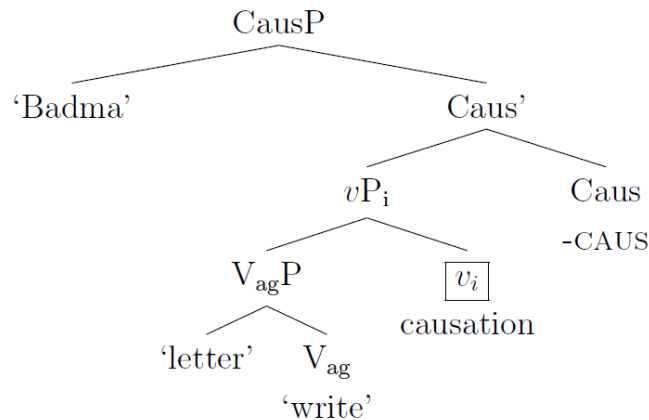 CausP
‘Badma’ Caus’
vPi Caus
-CAUS
VagP vi
causation
‘letter’ Vag
‘write’